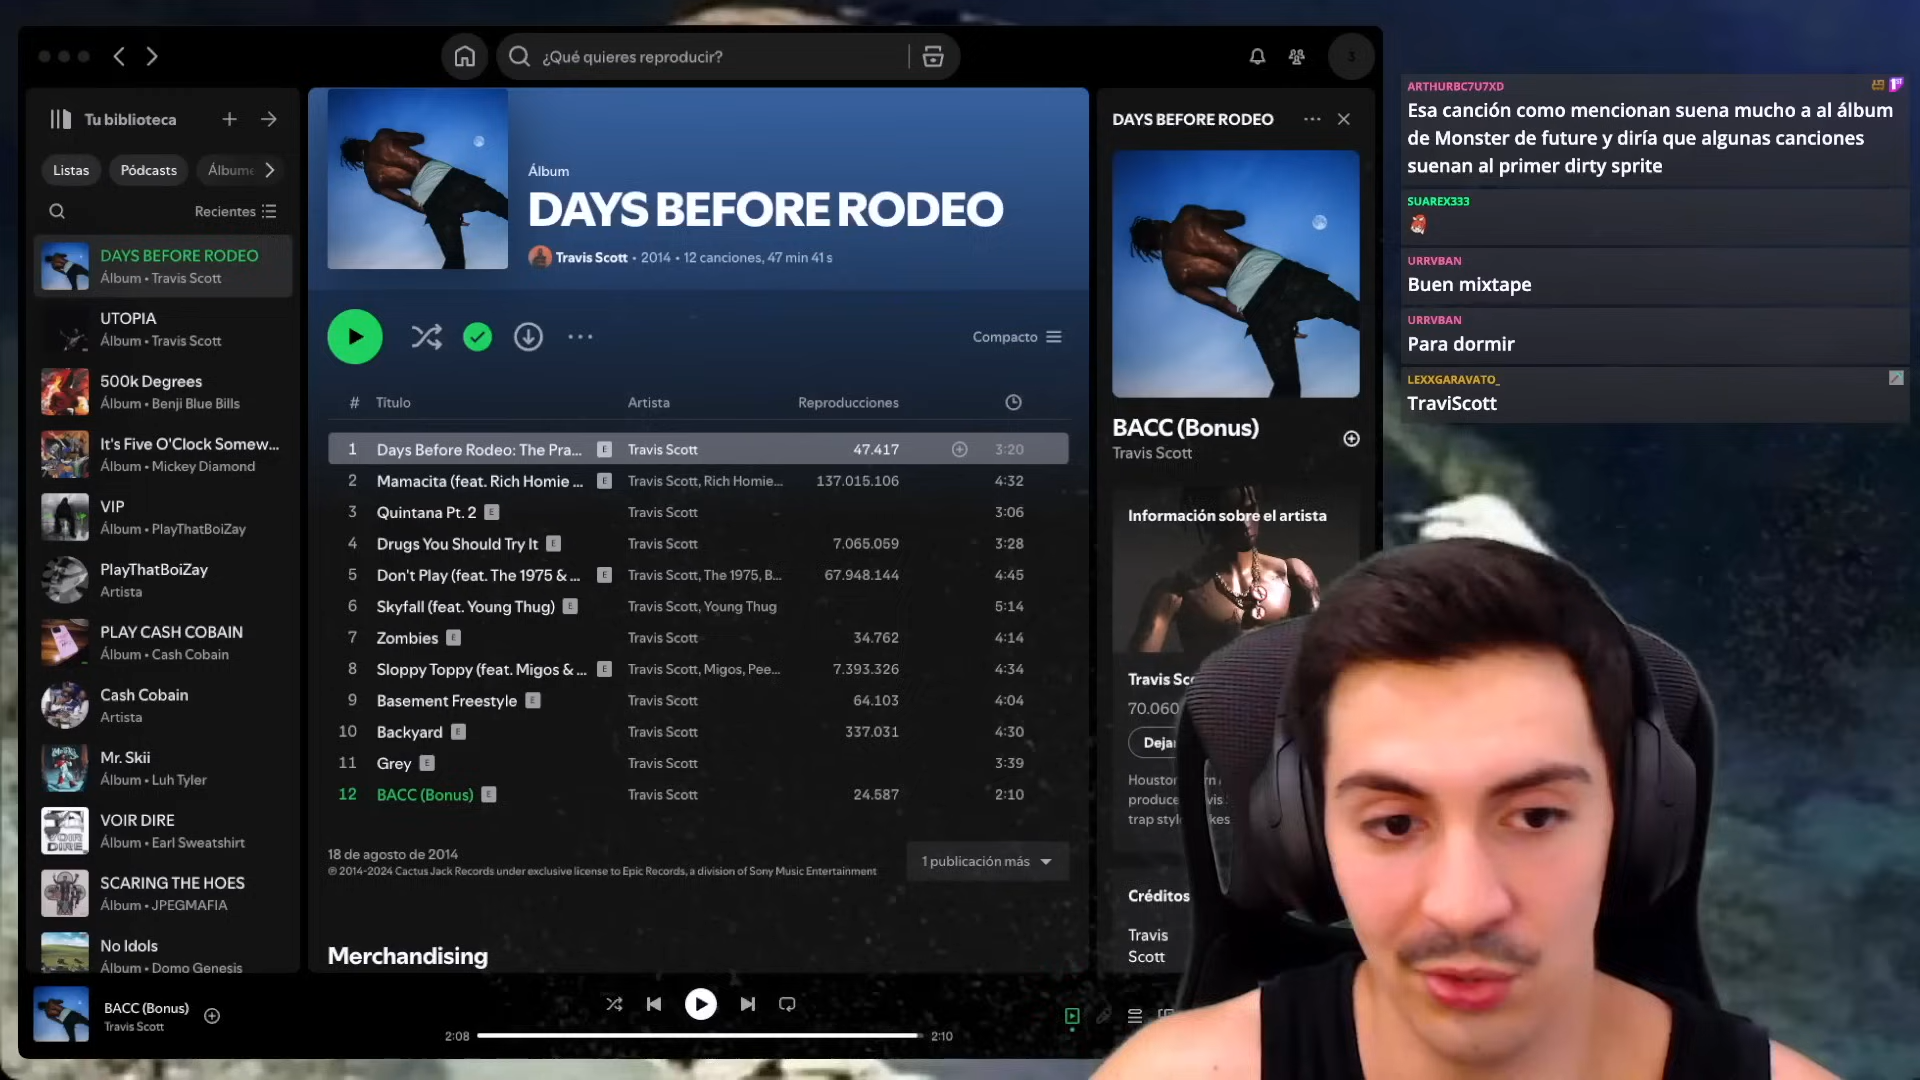 ¿Qué quieres reproducir?
3
Tu biblioteca
Listas
Pódcasts
Álbume
Recientes
DAYS BEFORE RODEO
Álbum • Travis Scott
UTOPIA
Álbum • Travis Scott
500k Degrees
Álbum • Benji Blue Bills
It's Five O'Clock Somew...
Álbum • Mickey Diamond
VIP
Álbum • PlayThatBoiZay
PlayThatBoiZay
Artista
PLAY CASH COBAIN
Álbum • Cash Cobain
Cash Cobain
Artista
Mr. Skii
Álbum • Luh Tyler
VOIR DIRE
Álbum • Earl Sweatshirt
SCARING THE HOES
Álbum • JPEGMAFIA
No Idols
Álbum • Domo Genesis
Álbum
DAYS BEFORE RODEO
Travis Scott • 2014 • 12 canciones, 47 min 41 s
Compacto
# Título Artista Reproducciones
1 Days Before Rodeo: The Pra... E Travis Scott 47.417 3:20
2 Mamacita (feat. Rich Homie ... E Travis Scott, Rich Homie... 137.015.106 4:32
3 Quintana Pt. 2 E Travis Scott 3:06
4 Drugs You Should Try It E Travis Scott 7.065.059 3:28
5 Don't Play (feat. The 1975 & ... E Travis Scott, The 1975, B... 67.948.144 4:45
6 Skyfall (feat. Young Thug) E Travis Scott, Young Thug 5:14
7 Zombies E Travis Scott 34.762 4:14
8 Sloppy Toppy (feat. Migos & ... E Travis Scott, Migos, Pee... 7.393.326 4:34
9 Basement Freestyle E Travis Scott 64.103 4:04
10 Backyard E Travis Scott 337.031 4:30
11 Grey E Travis Scott 3:39
12 BACC (Bonus) E Travis Scott 24.587 2:10
18 de agosto de 2014
℗ 2014-2024 Cactus Jack Records under exclusive license to Epic Records, a division of Sony Music Entertainment
1 publicación más
Merchandising
DAYS BEFORE RODEO
BACC (Bonus)
Travis Scott
Información sobre el artista
Travis Sc
70.060
Deja
Houston
produce
trap styl
Créditos
Travis
Scott
BACC (Bonus)
Travis Scott
2:08
2:10
ARTHURBC7U7XD
Esa canción como mencionan suena mucho a al álbum
de Monster de future y diría que algunas canciones
suenan al primer dirty sprite
SUAREX333
URRVBAN
Buen mixtape
URRVBAN
Para dormir
LEXXGARAVATO_
TraviScott